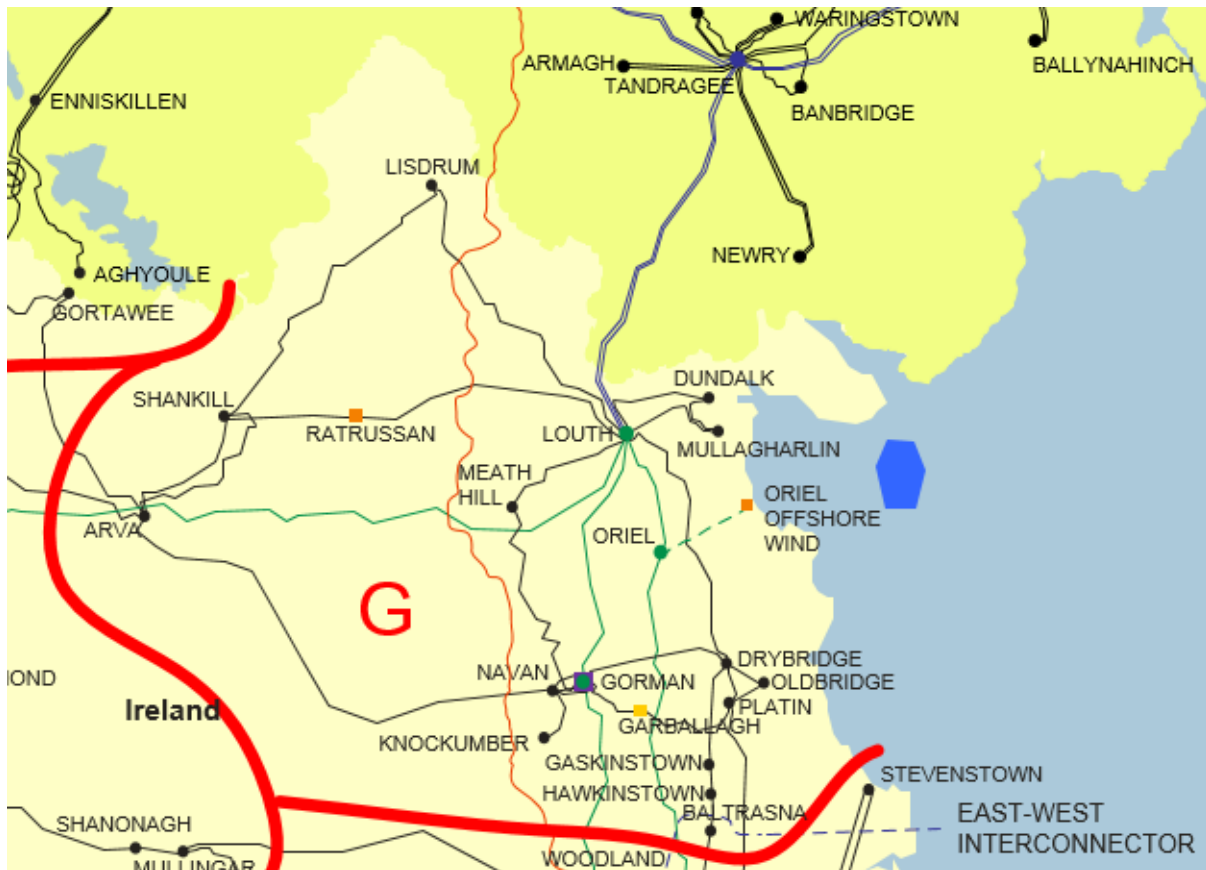 WARINGSTOWN
ARMAGH
TANDRAGEE
BALLYNAHINCH
ENNISKILLEN
BANBRIDGE
LISDRUM
NEWRY
AGHYOULE
GORTAWEE
DUNDALK
SHANKILL
RATRUSSAN
LOUTH
MULLAGHARLIN
MEATH
HILL
ORIEL
OFFSHORE
WIND
ARVA
ORIEL
G
DRYBRIDGE
NAVAN
GORMAN
OLDBRIDGE
MOND
PLATIN
Ireland
GARBALLAGH
KNOCKUMBER
GASKINSTOWN
STEVENSTOWN
HAWKINSTOWN
BALTRASNA
EAST-WEST
INTERCONNECTOR
SHANONAGH
WOODLAND
MULLINGAR